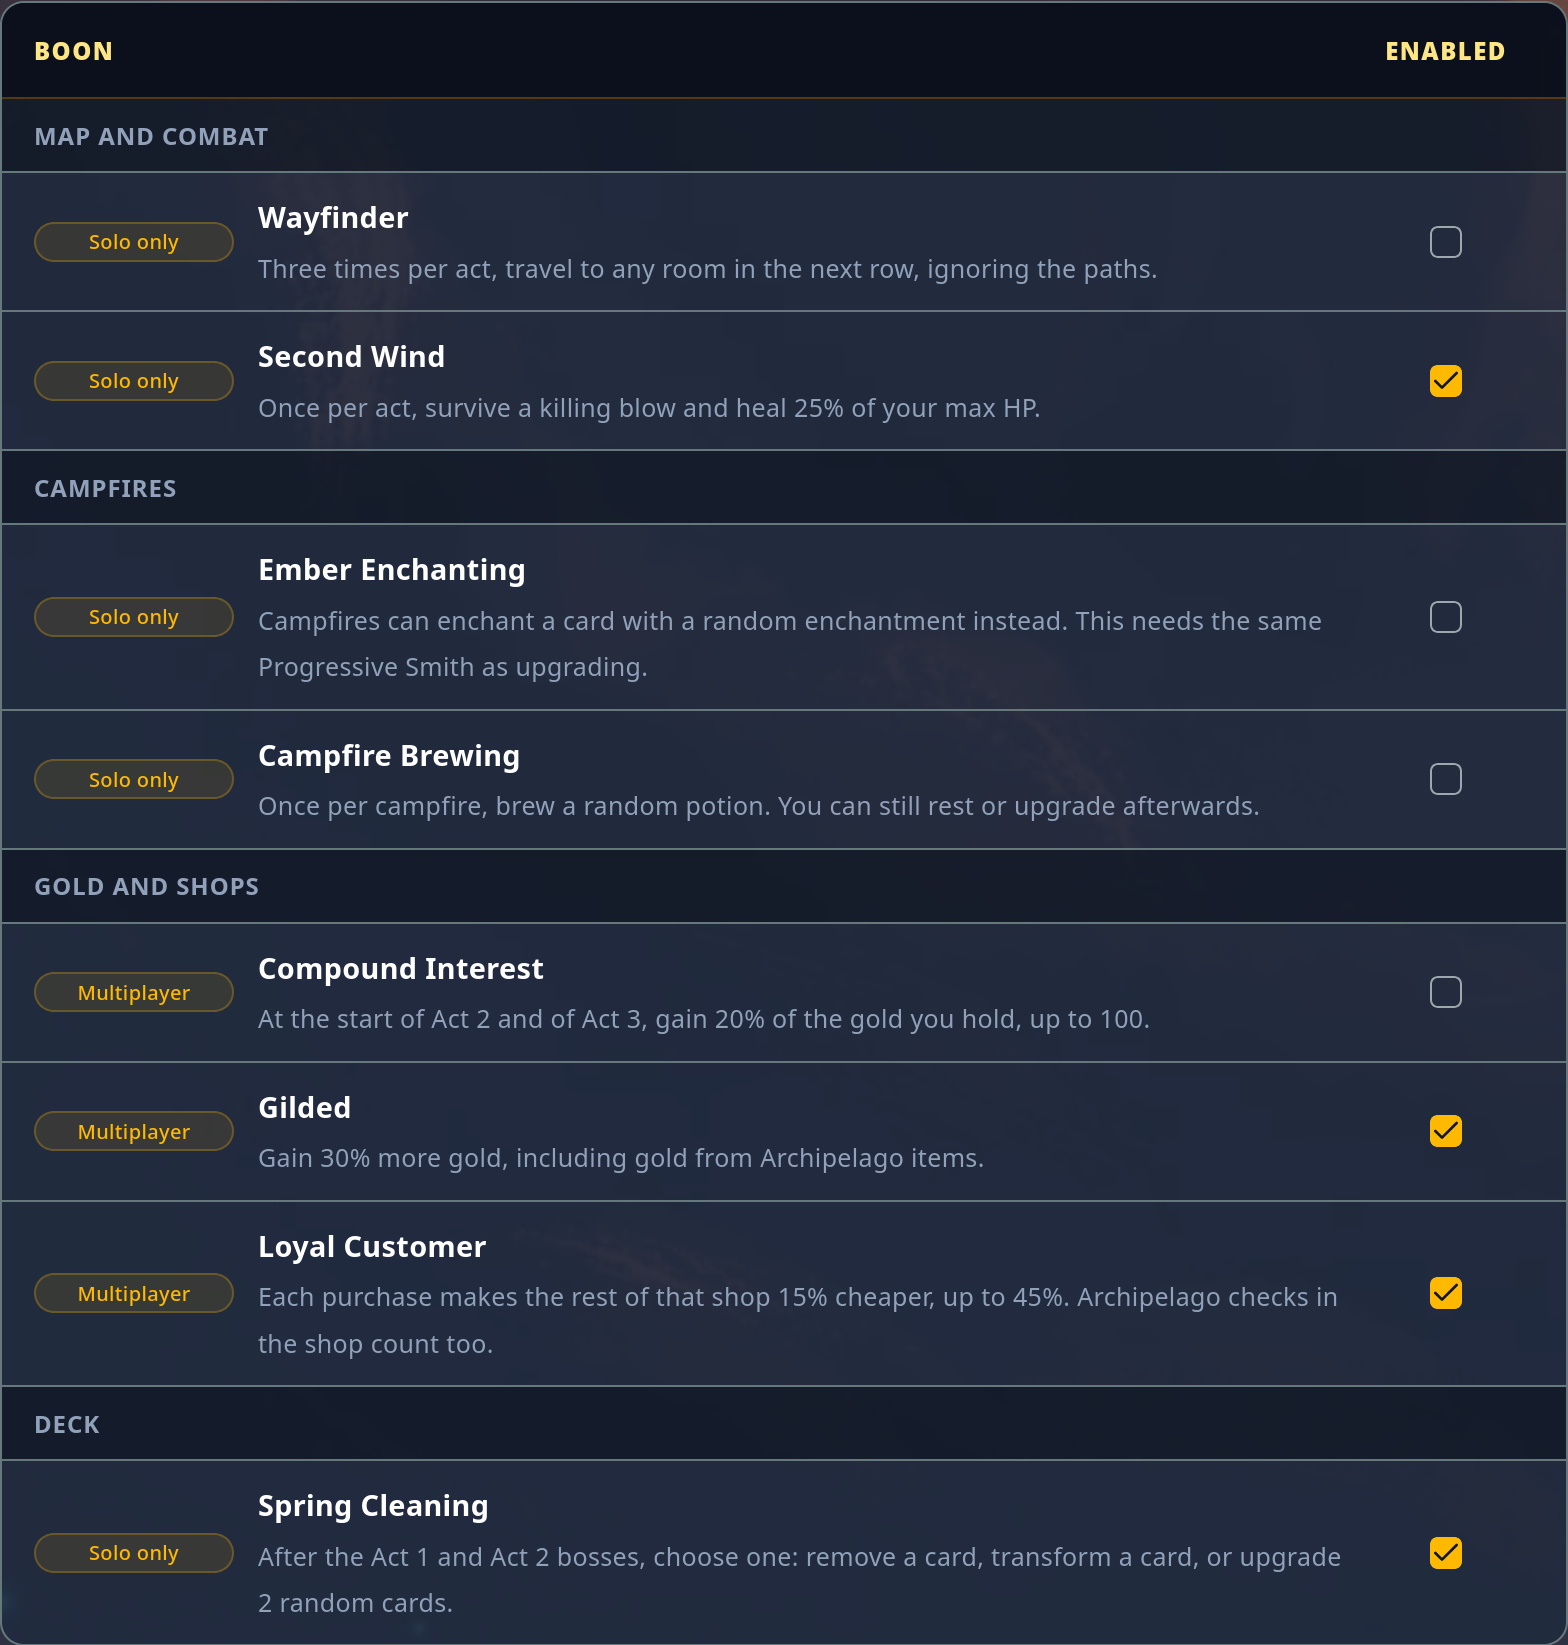 BOON ENABLED
MAP AND COMBAT
Solo only
Wayfinder
Three times per act, travel to any room in the next row, ignoring the paths.
Solo only
Second Wind
Once per act, survive a killing blow and heal 25% of your max HP.
CAMPFIRES
Solo only
Ember Enchanting
Campfires can enchant a card with a random enchantment instead. This needs the same
Progressive Smith as upgrading.
Solo only
Campfire Brewing
Once per campfire, brew a random potion. You can still rest or upgrade afterwards.
GOLD AND SHOPS
Multiplayer
Compound Interest
At the start of Act 2 and of Act 3, gain 20% of the gold you hold, up to 100.
Multiplayer
Gilded
Gain 30% more gold, including gold from Archipelago items.
Multiplayer
Loyal Customer
Each purchase makes the rest of that shop 15% cheaper, up to 45%. Archipelago checks in
the shop count too.
DECK
Solo only
Spring Cleaning
After the Act 1 and Act 2 bosses, choose one: remove a card, transform a card, or upgrade
2 random cards.